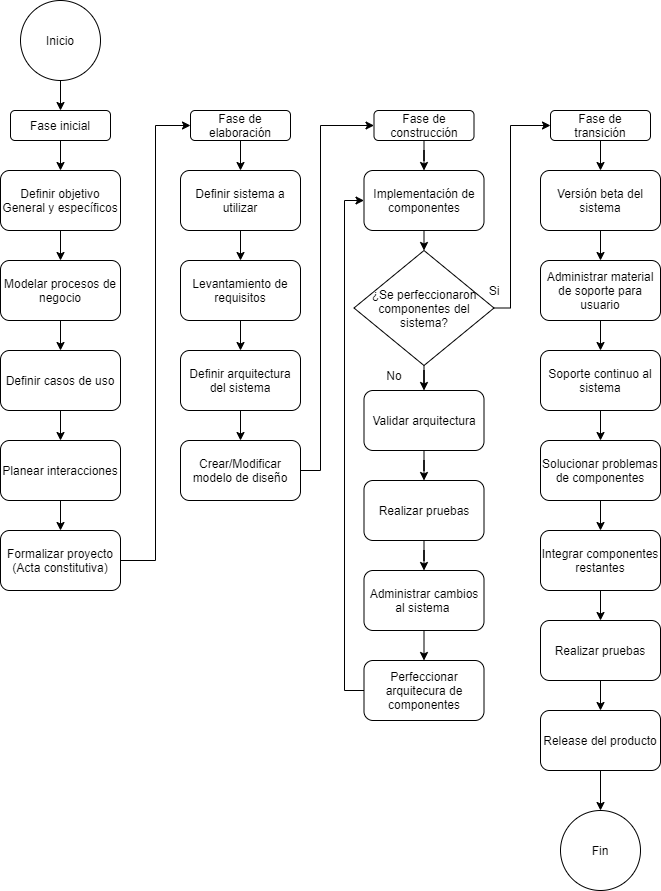 Inicio
Fase inicial
Definir objetivo
General y específicos
Modelar procesos de
negocio
Definir casos de uso
Planear interacciones
Formalizar proyecto
(Acta constitutiva)
Fase de
elaboración
Definir sistema a
utilizar
Levantamiento de
requisitos
Definir arquitectura
del sistema
Crear/Modificar
modelo de diseño
Fase de
construcción
Implementación de
componentes
¿Se perfeccionaron
componentes del
sistema?
Si
No
Validar arquitectura
Realizar pruebas
Administrar cambios
al sistema
Perfeccionar
arquitecura de
componentes
Fase de
transición
Versión beta del
sistema
Administrar material
de soporte para
usuario
Soporte continuo al
sistema
Solucionar problemas
de componentes
Integrar componentes
restantes
Realizar pruebas
Release del producto
Fin